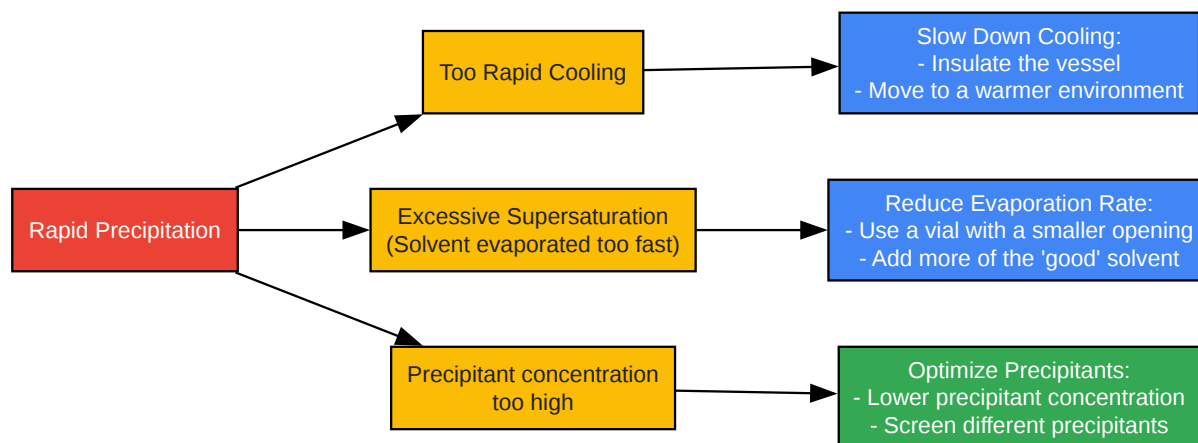 Rapid Precipitation
Too Rapid Cooling
Slow Down Cooling:
- Insulate the vessel
- Move to a warmer environment
Excessive Supersaturation
(Solvent evaporated too fast)
Reduce Evaporation Rate:
- Use a vial with a smaller opening
- Add more of the 'good' solvent
Precipitant concentration
too high
Optimize Precipitants:
- Lower precipitant concentration
- Screen different precipitants